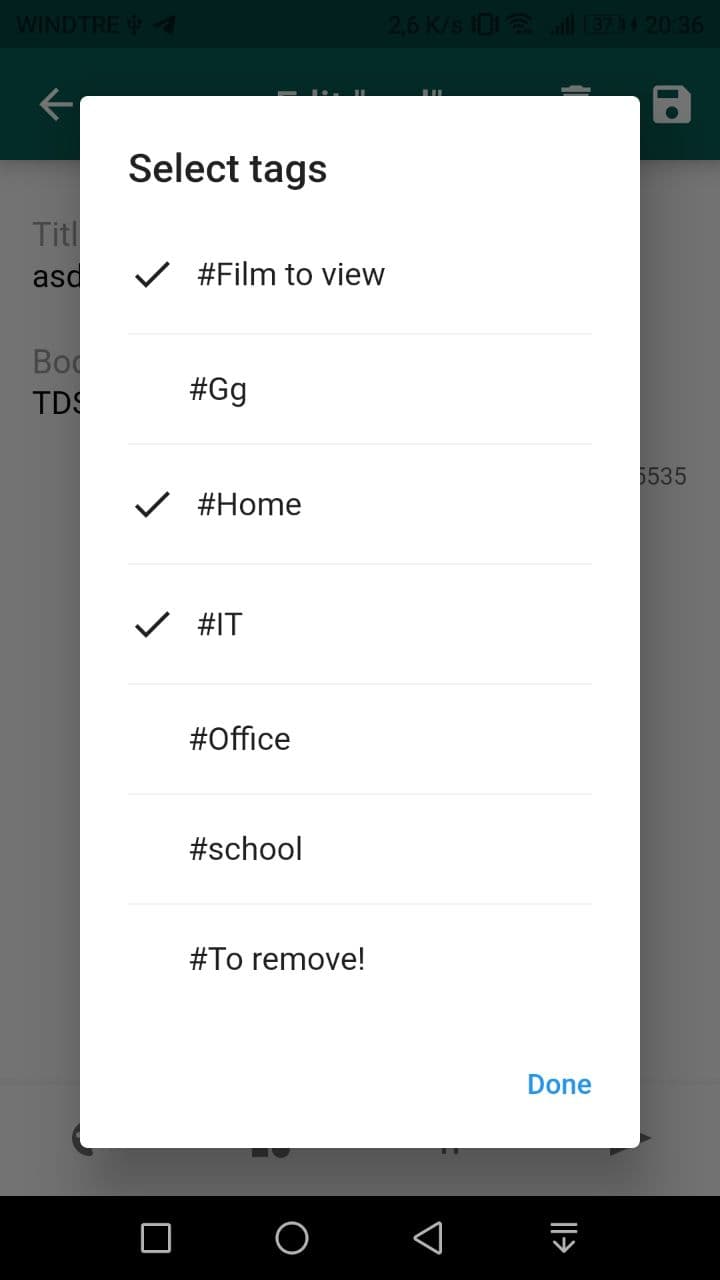 WINDTRE 2,6 K/s 37 20:36
Select tags
Titl
asd
#Film to view
Boo
#Gg
TDS
5535
#Home
#IT
#Office
#school
#To remove!
Done